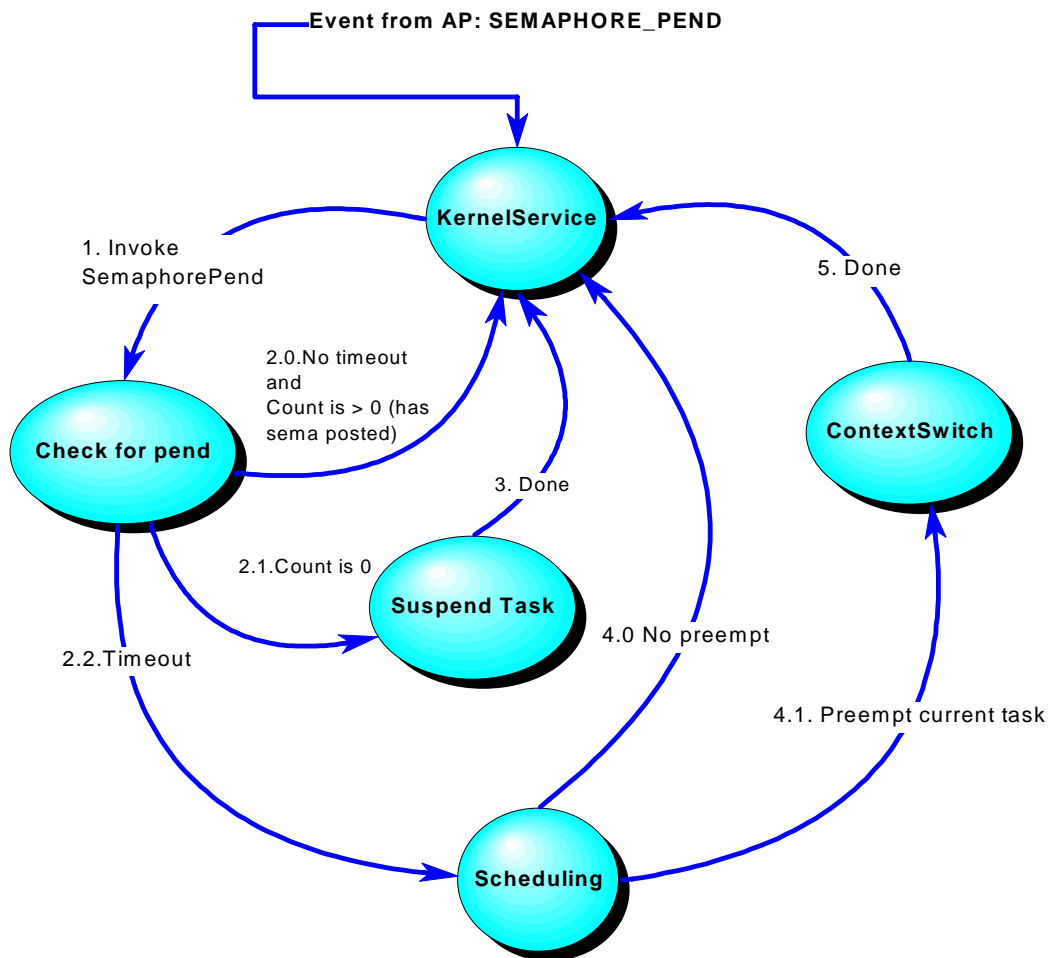 Event from AP: SEMAPHORE_PEND
KernelService
1. Invoke
SemaphorePend
5. Done
2.0.No timeout
and
Count is > 0 (has
sema posted)
Check for pend
ContextSwitch
3. Done
2.1.Count is 0
Suspend Task
4.0 No preempt
2.2.Timeout
4.1. Preempt current task
Scheduling